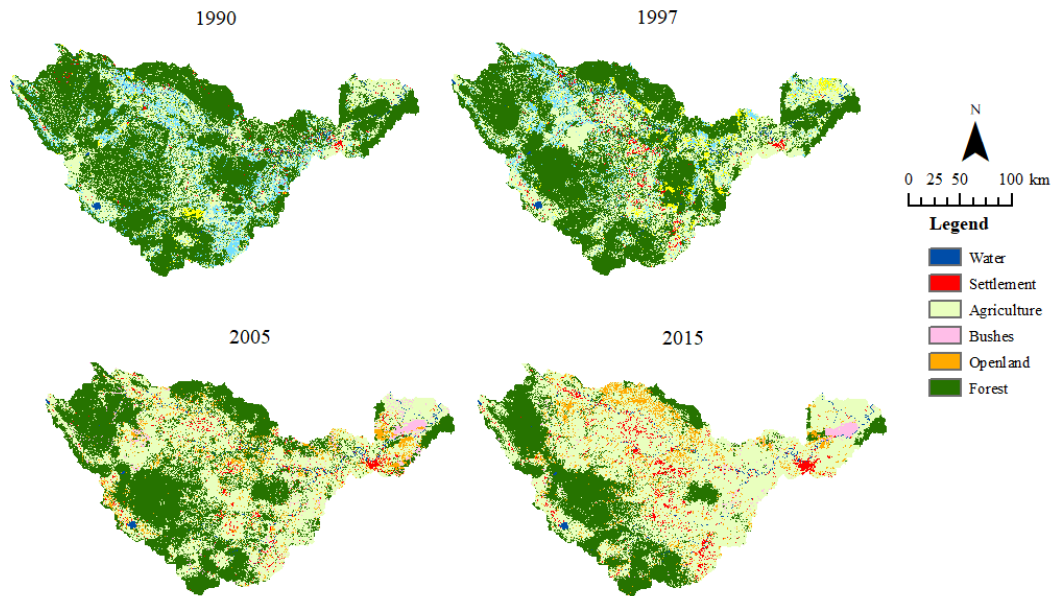 1990
1997
N
0 25 50 100 km
Legend
Water
Settlement
Agriculture
Bushes
Openland
Forest
2005
2015